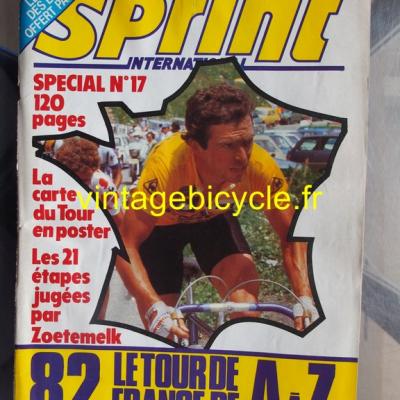 SPRINT
INTERNATIONAL
SPECIAL N°17
120
pages
La
carte
du Tour
en poster
Les 21
étapes
jugées
par
Zoetemelk
vintagebicycle.fr
82 LE TOUR DE
FRANCE DE A-Z